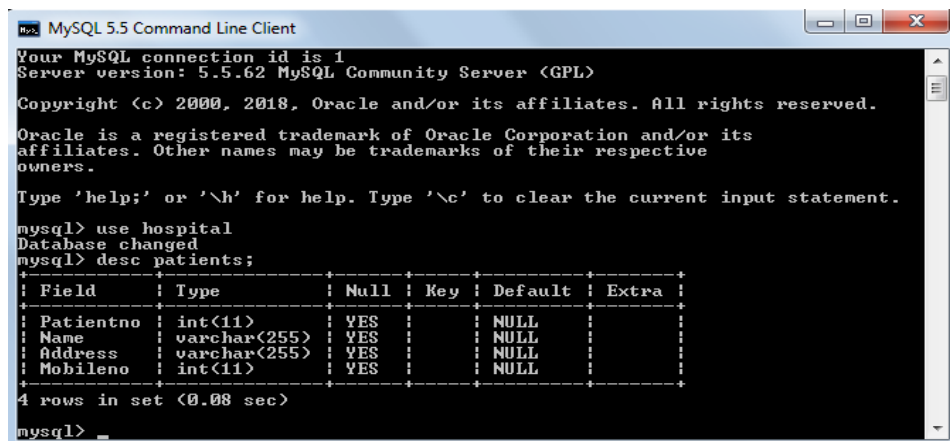 MySQL 5.5 Command Line Client
Your MySQL connection id is 1
Server version: 5.5.62 MySQL Community Server (GPL)
Copyright (c) 2000, 2018, Oracle and/or its affiliates. All rights reserved.
Oracle is a registered trademark of Oracle Corporation and/or its
affiliates. Other names may be trademarks of their respective
owners.
Type 'help;' or '\h' for help. Type '\c' to clear the current input statement.
mysql> use hospital
Database changed
mysql> desc patients;
+-----------+--------------+------+-----+---------+-------+
| Field | Type | Null | Key | Default | Extra |
+-----------+--------------+------+-----+---------+-------+
| Patientno | int(11) | YES | | NULL | |
| Name | varchar(255) | YES | | NULL | |
| Address | varchar(255) | YES | | NULL | |
| Mobileno | int(11) | YES | | NULL | |
+-----------+--------------+------+-----+---------+-------+
4 rows in set (0.08 sec)
mysql> _